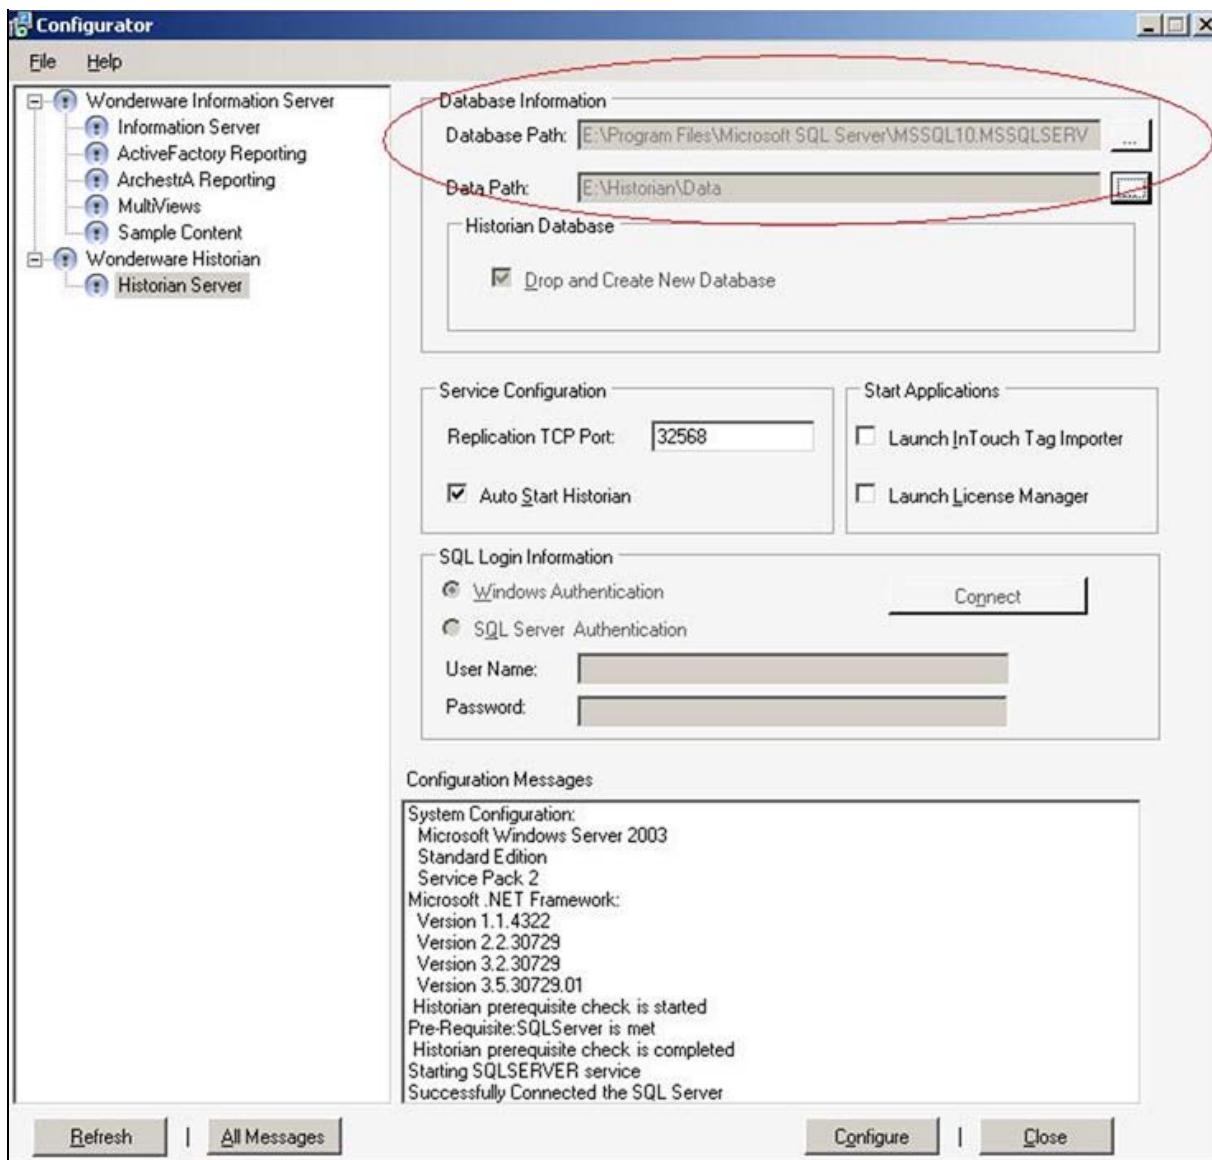 Configurator
File Help
Wonderware Information Server
Information Server
ActiveFactory Reporting
ArchestrA Reporting
MultiViews
Sample Content
Wonderware Historian
Historian Server
Database Information
Database Path: E:\Program Files\Microsoft SQL Server\MSSQL10.MSSQLSERV ...
Data Path: E:\Historian\Data ...
Historian Database
Drop and Create New Database
Service Configuration
Replication TCP Port: 32568
Auto Start Historian
Start Applications
Launch InTouch Tag Importer
Launch License Manager
SQL Login Information
Windows Authentication
Connect
SQL Server Authentication
User Name:
Password:
Configuration Messages
System Configuration:
Microsoft Windows Server 2003
Standard Edition
Service Pack 2
Microsoft .NET Framework:
Version 1.1.4322
Version 2.2.30729
Version 3.2.30729
Version 3.5.30729.01
Historian prerequisite check is started
Pre-Requisite:SQLServer is met
Historian prerequisite check is completed
Starting SQLSERVER service
Successfully Connected the SQL Server
Refresh | All Messages Configure | Close